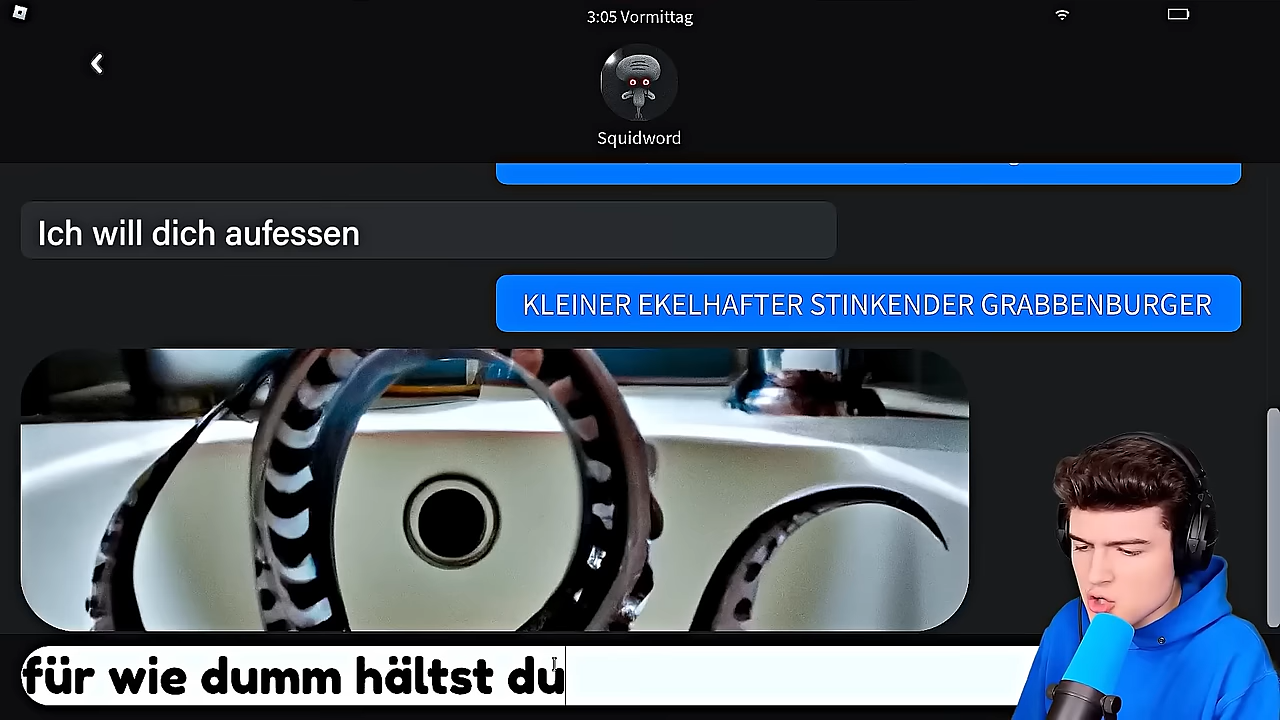 3:05 Vormittag
Squidword
Ich will dich aufessen
KLEINER EKELHAFTER STINKENDER GRABBENBURGER
für wie dumm hältst du